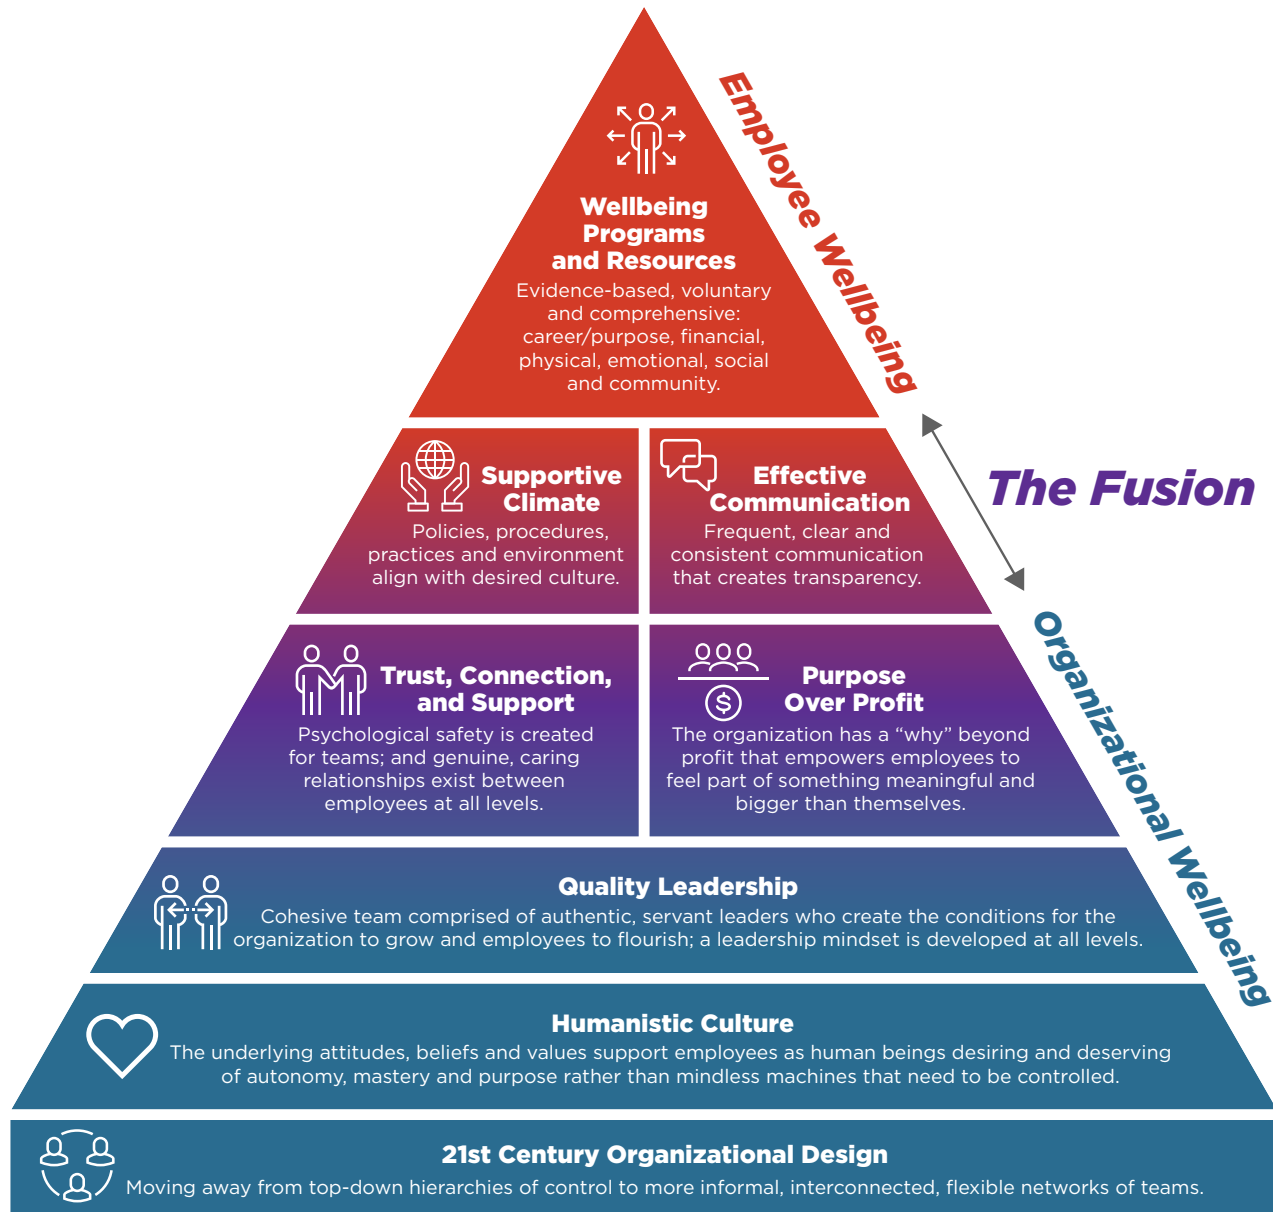 Employee Wellbeing
Wellbeing
Programs
and Resources
Evidence-based, voluntary
and comprehensive:
career/purpose, financial,
physical, emotional, social
and community.
The Fusion
Supportive
Climate
Policies, procedures,
practices and environment
align with desired culture.
Effective
Communication
Frequent, clear and
consistent communication
that creates transparency.
Organizational Wellbeing
Trust, Connection,
and Support
Psychological safety is created
for teams; and genuine, caring
relationships exist between
employees at all levels.
Purpose
Over Profit
$
The organization has a “why” beyond
profit that empowers employees to
feel part of something meaningful and
bigger than themselves.
Quality Leadership
Cohesive team comprised of authentic, servant leaders who create the conditions for the
organization to grow and employees to flourish; a leadership mindset is developed at all levels.
Humanistic Culture
The underlying attitudes, beliefs and values support employees as human beings desiring and deserving
of autonomy, mastery and purpose rather than mindless machines that need to be controlled.
21st Century Organizational Design
Moving away from top-down hierarchies of control to more informal, interconnected, flexible networks of teams.